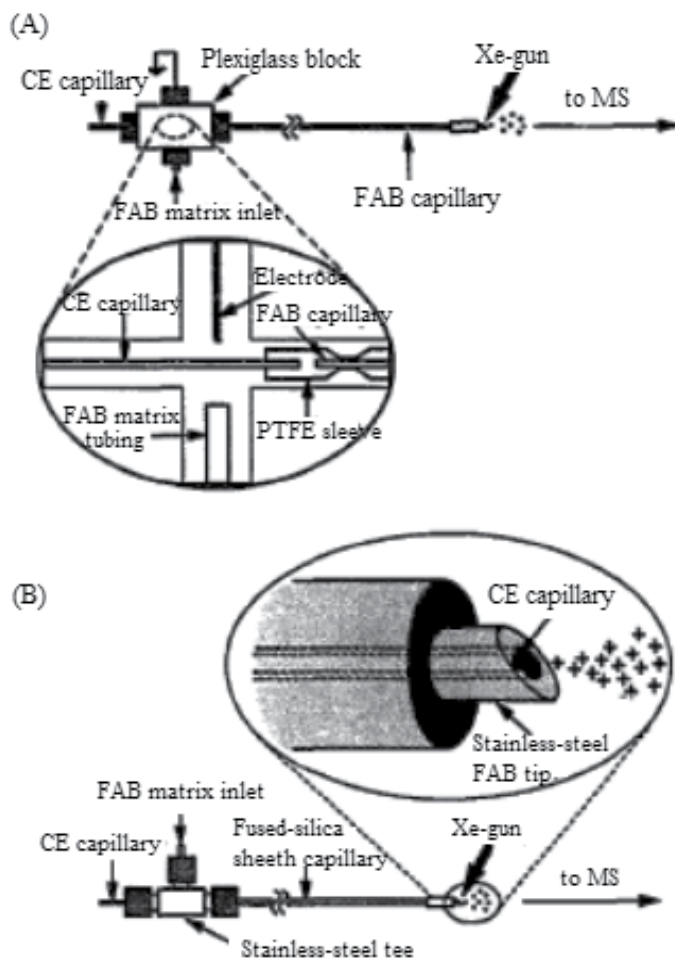 (A)
Plexiglass block
Xe-gun
CE capillary
to MS
FAB capillary
FAB matrix inlet
Electrode
CE capillary
FAB capillary
FAB matrix
tubing
PTFE sleeve
(B)
CE capillary
Stainless-steel
FAB tip
FAB matrix inlet
Xe-gun
CE capillary
Fused-silica
sheeth capillary
to MS
Stainless-steel tee